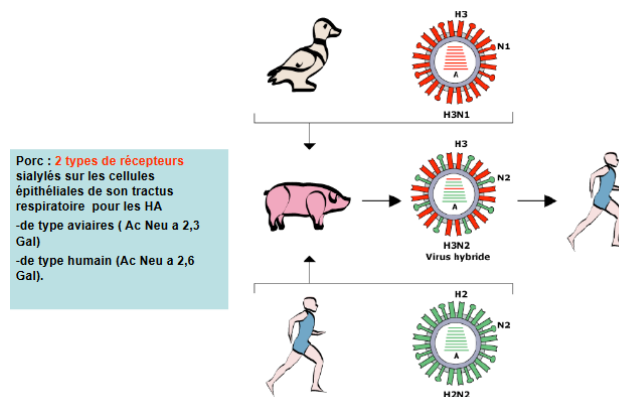 H3
N1
A
H3N1
Porc : 2 types de récepteurs
sialylés sur les cellules
épithéliales de son tractus
respiratoire pour les HA
-de type aviaires ( Ac Neu a 2,3
Gal)
-de type humain (Ac Neu a 2,6
Gal).
H3
N2
A
H3N2
Virus hybride
H2
N2
A
H2N2